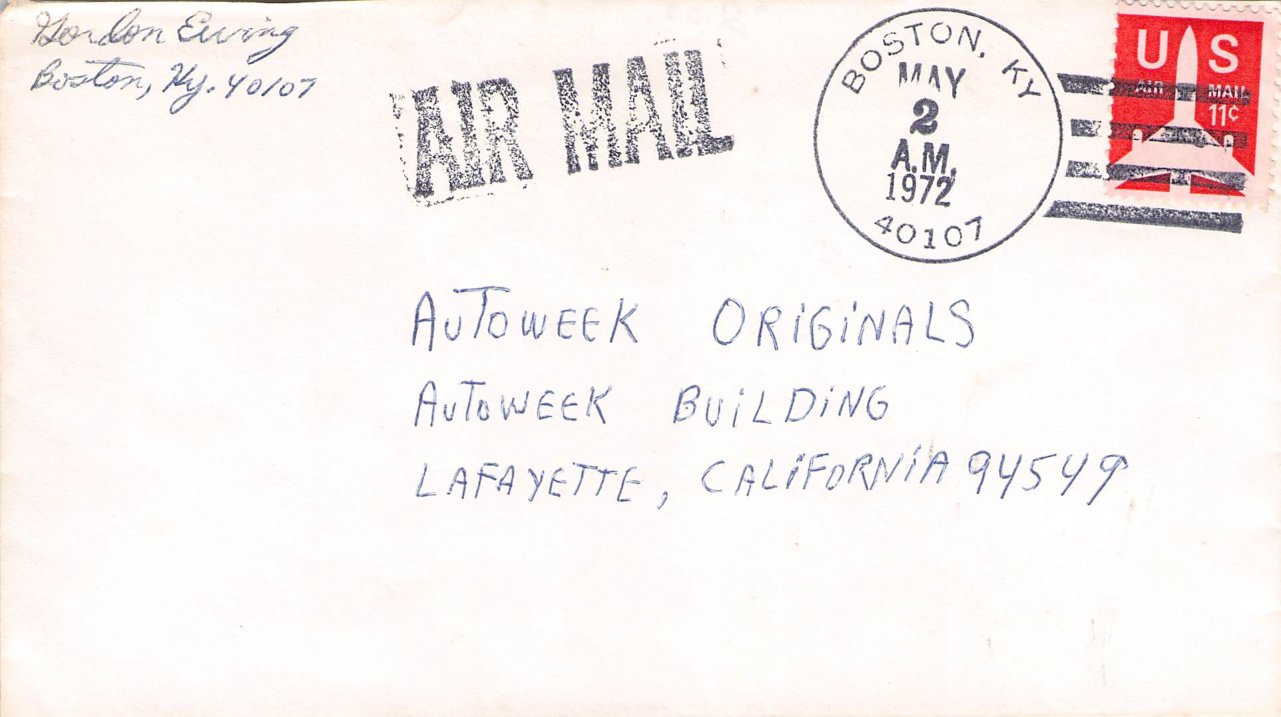 Gordon Ewing
Boston, Ky. 40107
AIR MAIL
BOSTON, KY
MAY
2
A.M.
1972
40107
US
AIR MAIL
11¢
AUTOWEEK ORIGINALS
AUTOWEEK BUILDING
LAFAYETTE, CALIFORNIA 94549